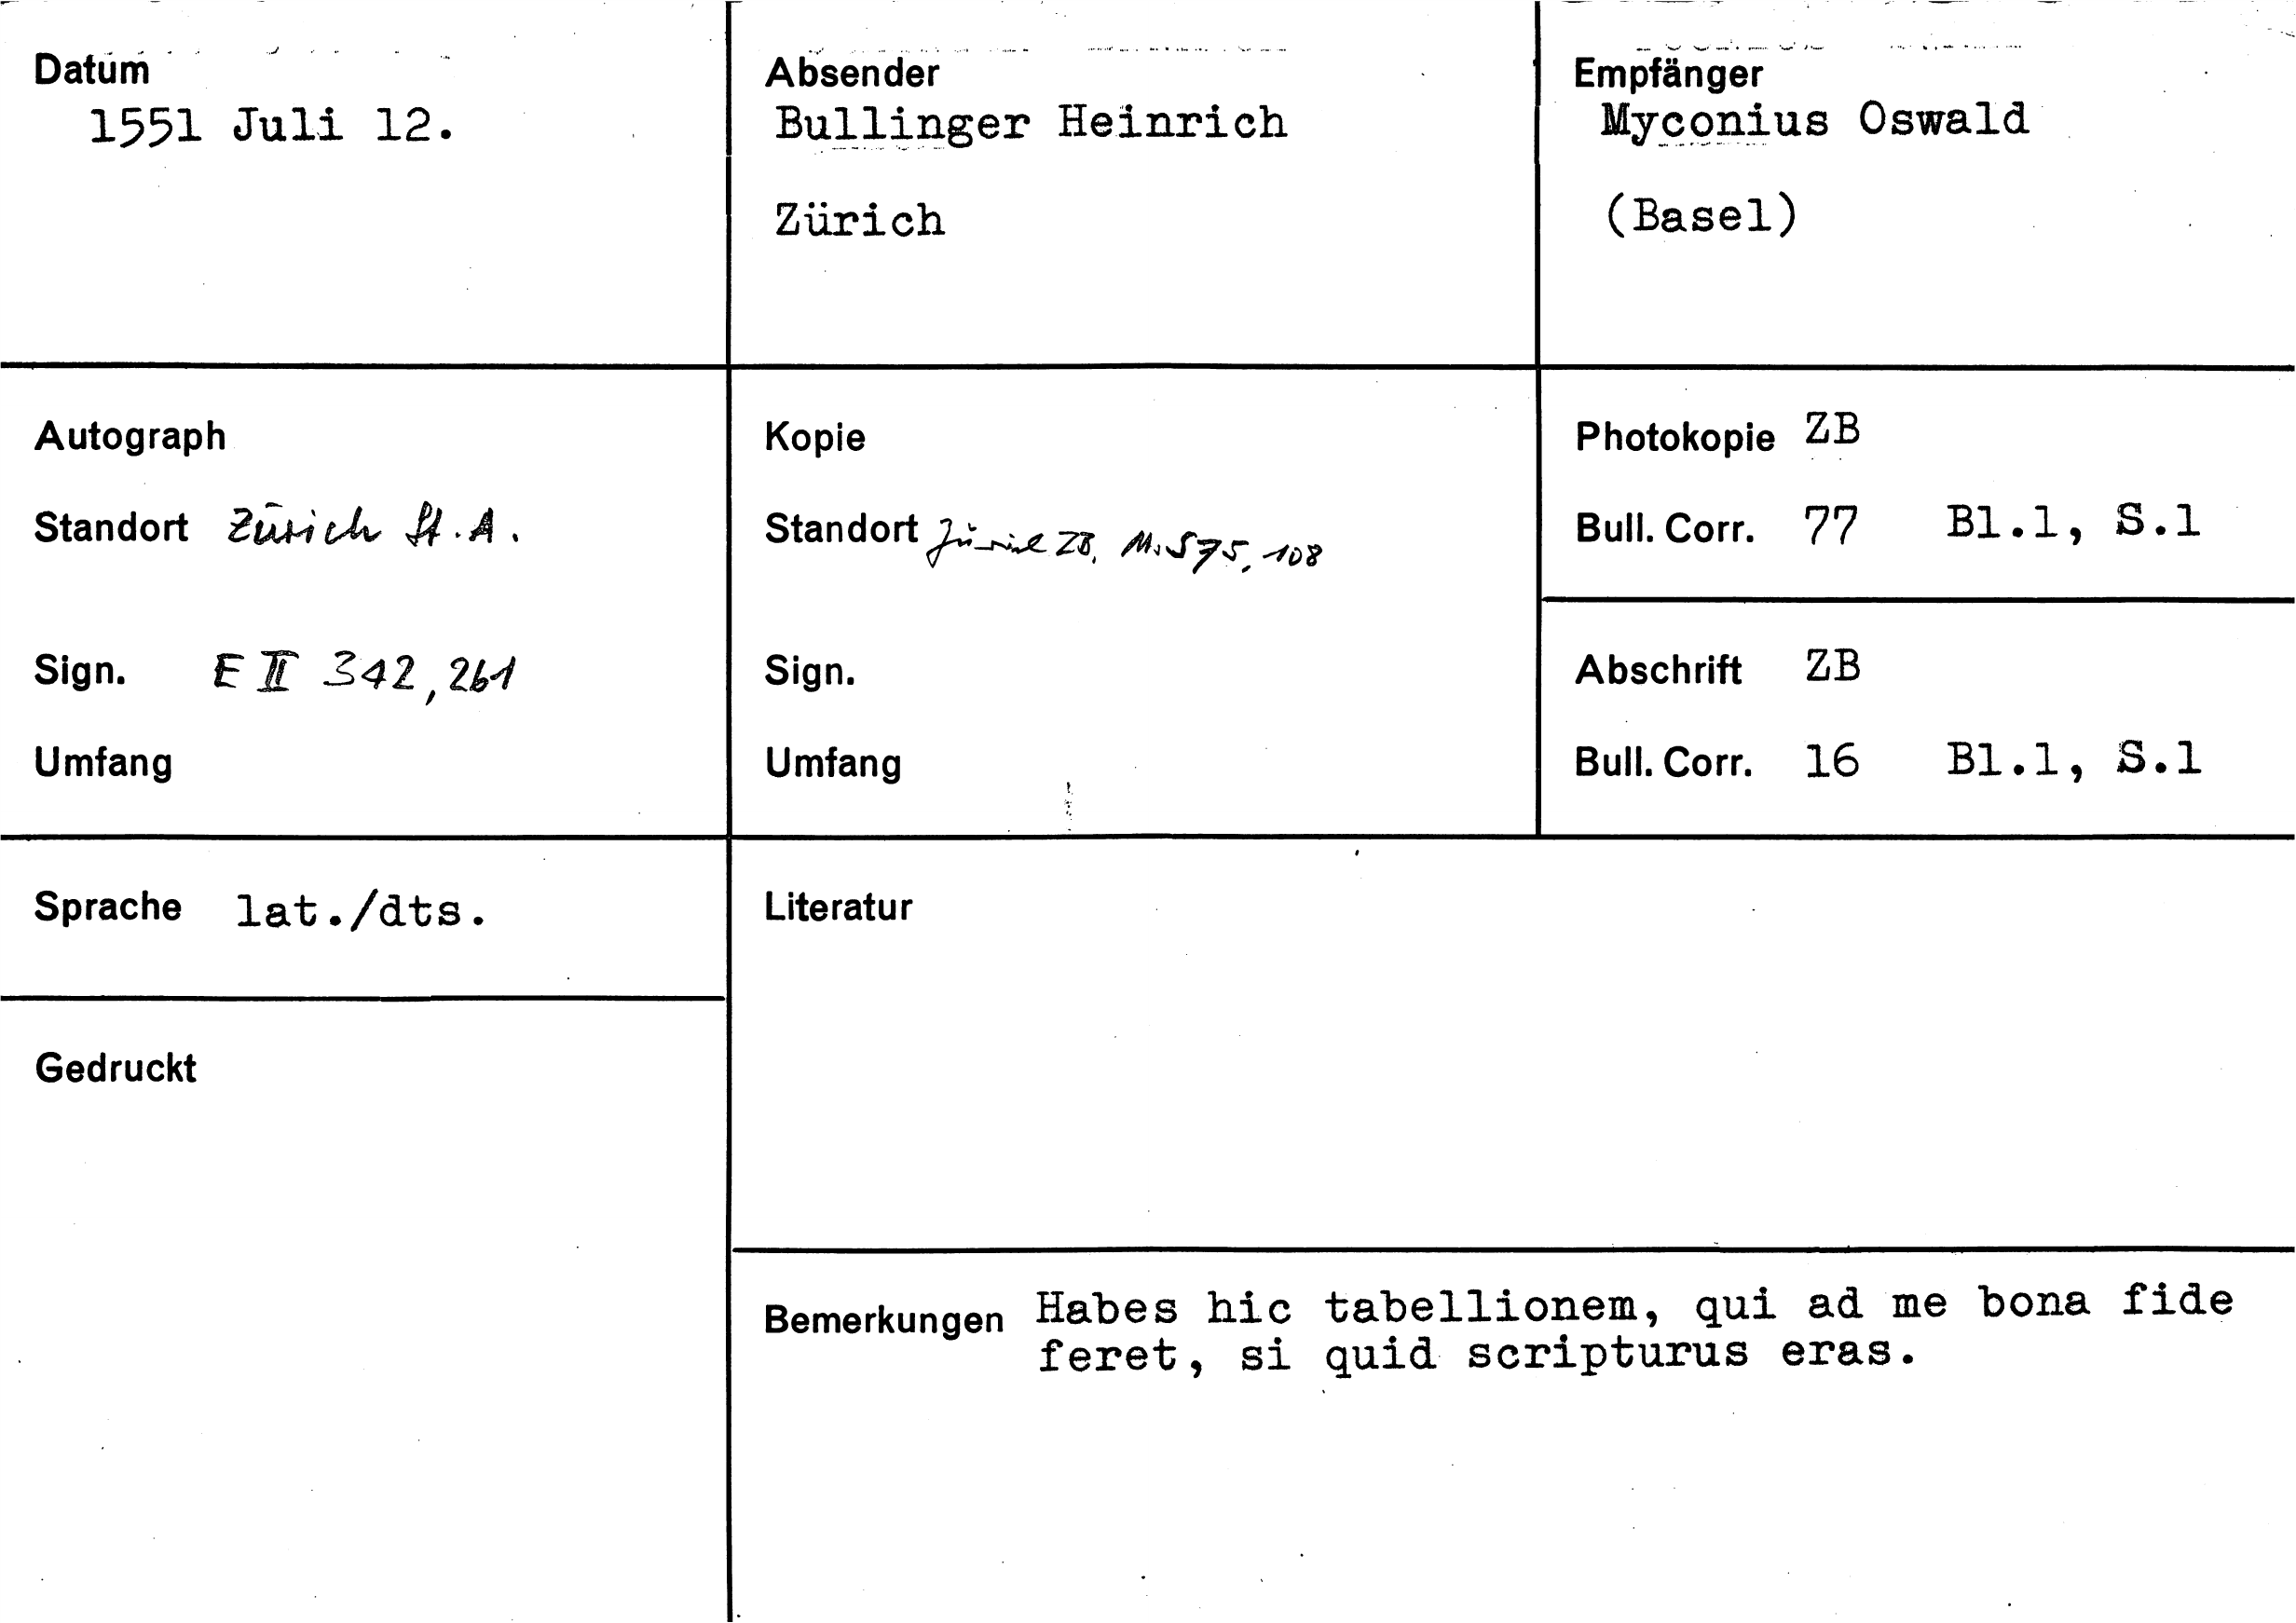 Datum
1551 Juli 12.
Absender
Bullinger Heinrich
Zürich
Empfänger
Myconius Oswald
(Basel)
Autograph
Standort Zürich St.A.
Sign. E II 342,261
Umfang
Kopie
Standort Zürich ZB, Ms S 75, 108
Sign.
Umfang
Photokopie ZB
Bull. Corr. 77 Bl.1, S.1
Abschrift ZB
Bull. Corr. 16 Bl.1, S.1
Sprache lat./dts.
Gedruckt
Literatur
Bemerkungen Habes hic tabellionem, qui ad me bona fide
feret, si quid scripturus eras.